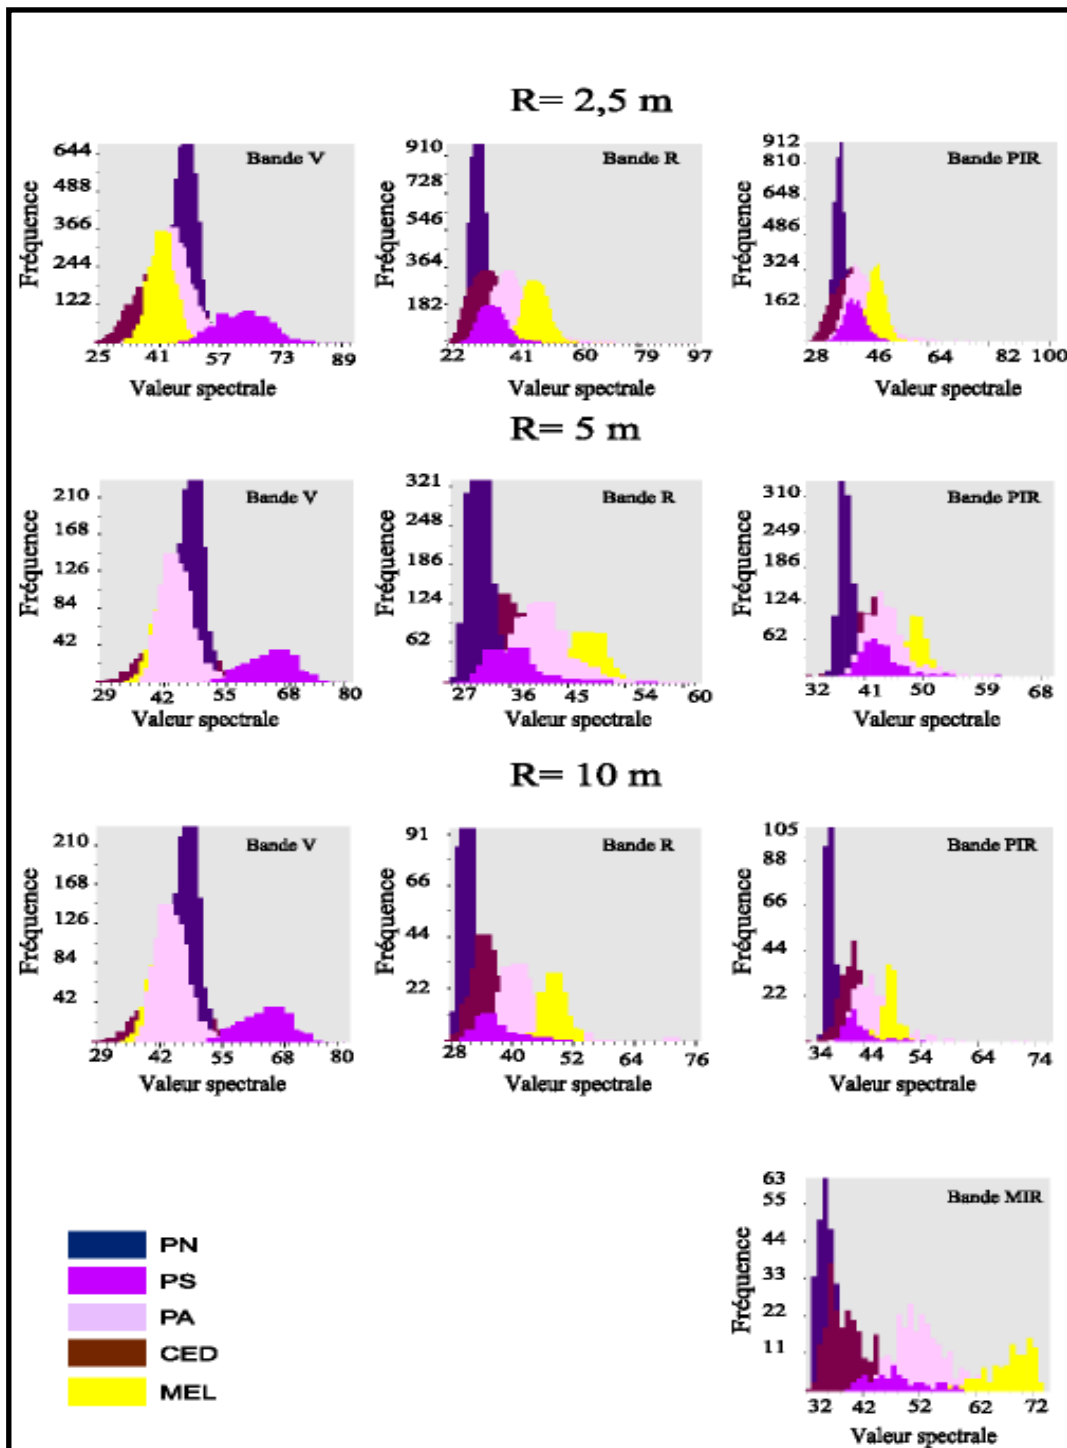 R= 2,5 m
Bande V
Fréquence
644
488
366
244
122
25 41 57 73 89
Valeur spectrale
Bande R
Fréquence
910
728
546
364
182
22 41 60 79 97
Valeur spectrale
Bande PIR
Fréquence
912
810
648
486
324
162
28 46 64 82 100
Valeur spectrale
R= 5 m
Bande V
Fréquence
210
168
126
84
42
29 42 55 68 80
Valeur spectrale
Bande R
Fréquence
321
248
186
124
62
27 36 45 54 60
Valeur spectrale
Bande PIR
Fréquence
310
249
186
124
62
32 41 50 59 68
Valeur spectrale
R= 10 m
Bande V
Fréquence
210
168
126
84
42
29 42 55 68 80
Valeur spectrale
Bande R
Fréquence
91
66
44
22
28 40 52 64 76
Valeur spectrale
Bande PIR
Fréquence
105
88
66
44
22
34 44 54 64 74
Valeur spectrale
Bande MIR
Fréquence
63
55
44
33
22
11
32 42 52 62 72
Valeur spectrale
PN
PS
PA
CED
MEL